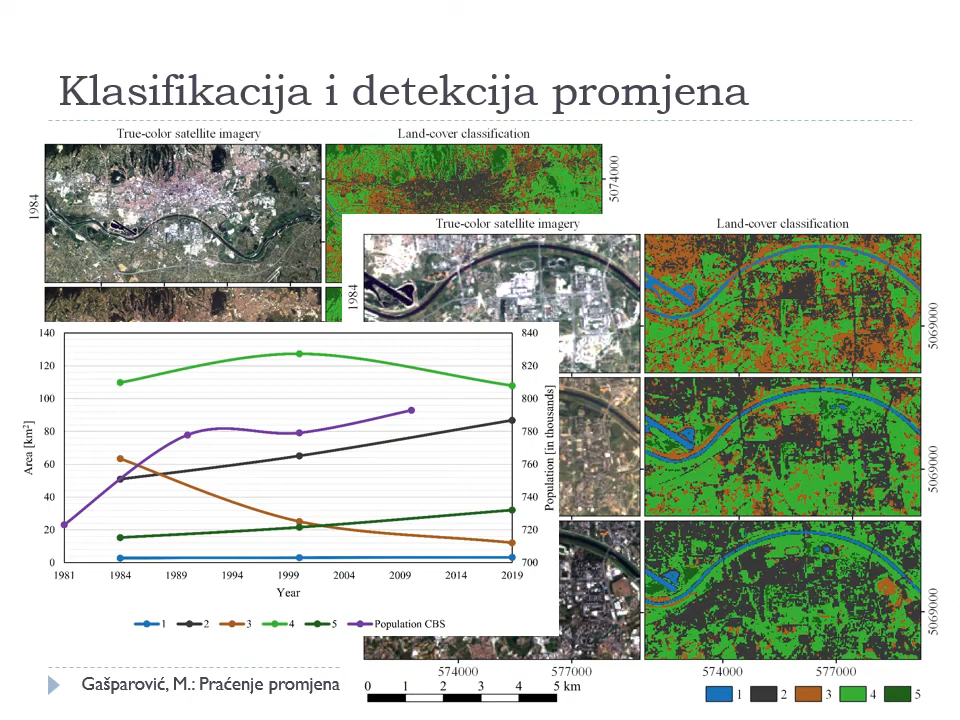 Klasifikacija i detekcija promjena
True-color satellite imagery
Land-cover classification
1984
5074000
True-color satellite imagery
Land-cover classification
1984
5069000
5069000
5069000
574000
577000
574000
577000
0 1 2 3 4 5 km
1 2 3 4 5
Area [km²]
140
120
100
80
60
40
20
0
840
820
800
780
760
740
720
700
Population [in thousands]
1981 1984 1989 1994 1999 2004 2009 2014 2019
Year
1 2 3 4 5 Population CBS
Gašparović, M.: Praćenje promjena